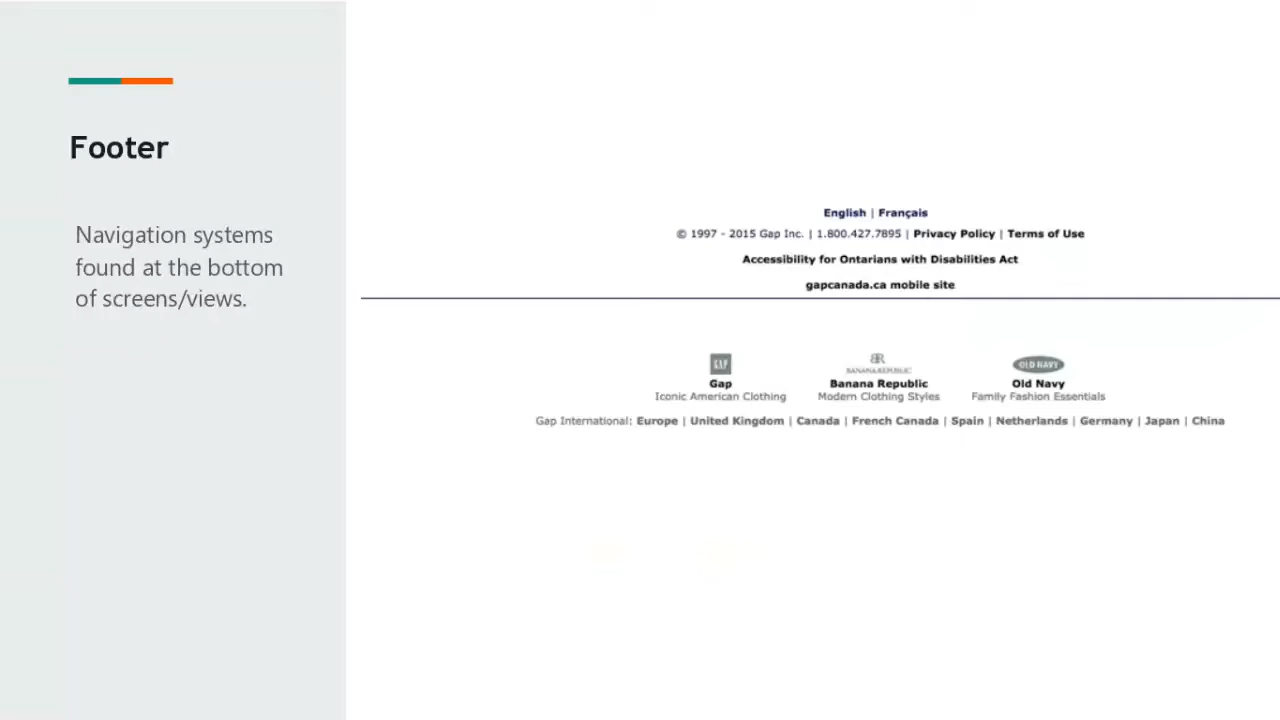 Footer
Navigation systems
found at the bottom
of screens/views.
English | Français
© 1997 - 2015 Gap Inc. | 1.800.427.7895 | Privacy Policy | Terms of Use
Accessibility for Ontarians with Disabilities Act
gapcanada.ca mobile site
GAP
BR
BANANA REPUBLIC
OLD NAVY
Gap
Banana Republic
Old Navy
Iconic American Clothing
Modern Clothing Styles
Family Fashion Essentials
Gap International: Europe | United Kingdom | Canada | French Canada | Spain | Netherlands | Germany | Japan | China